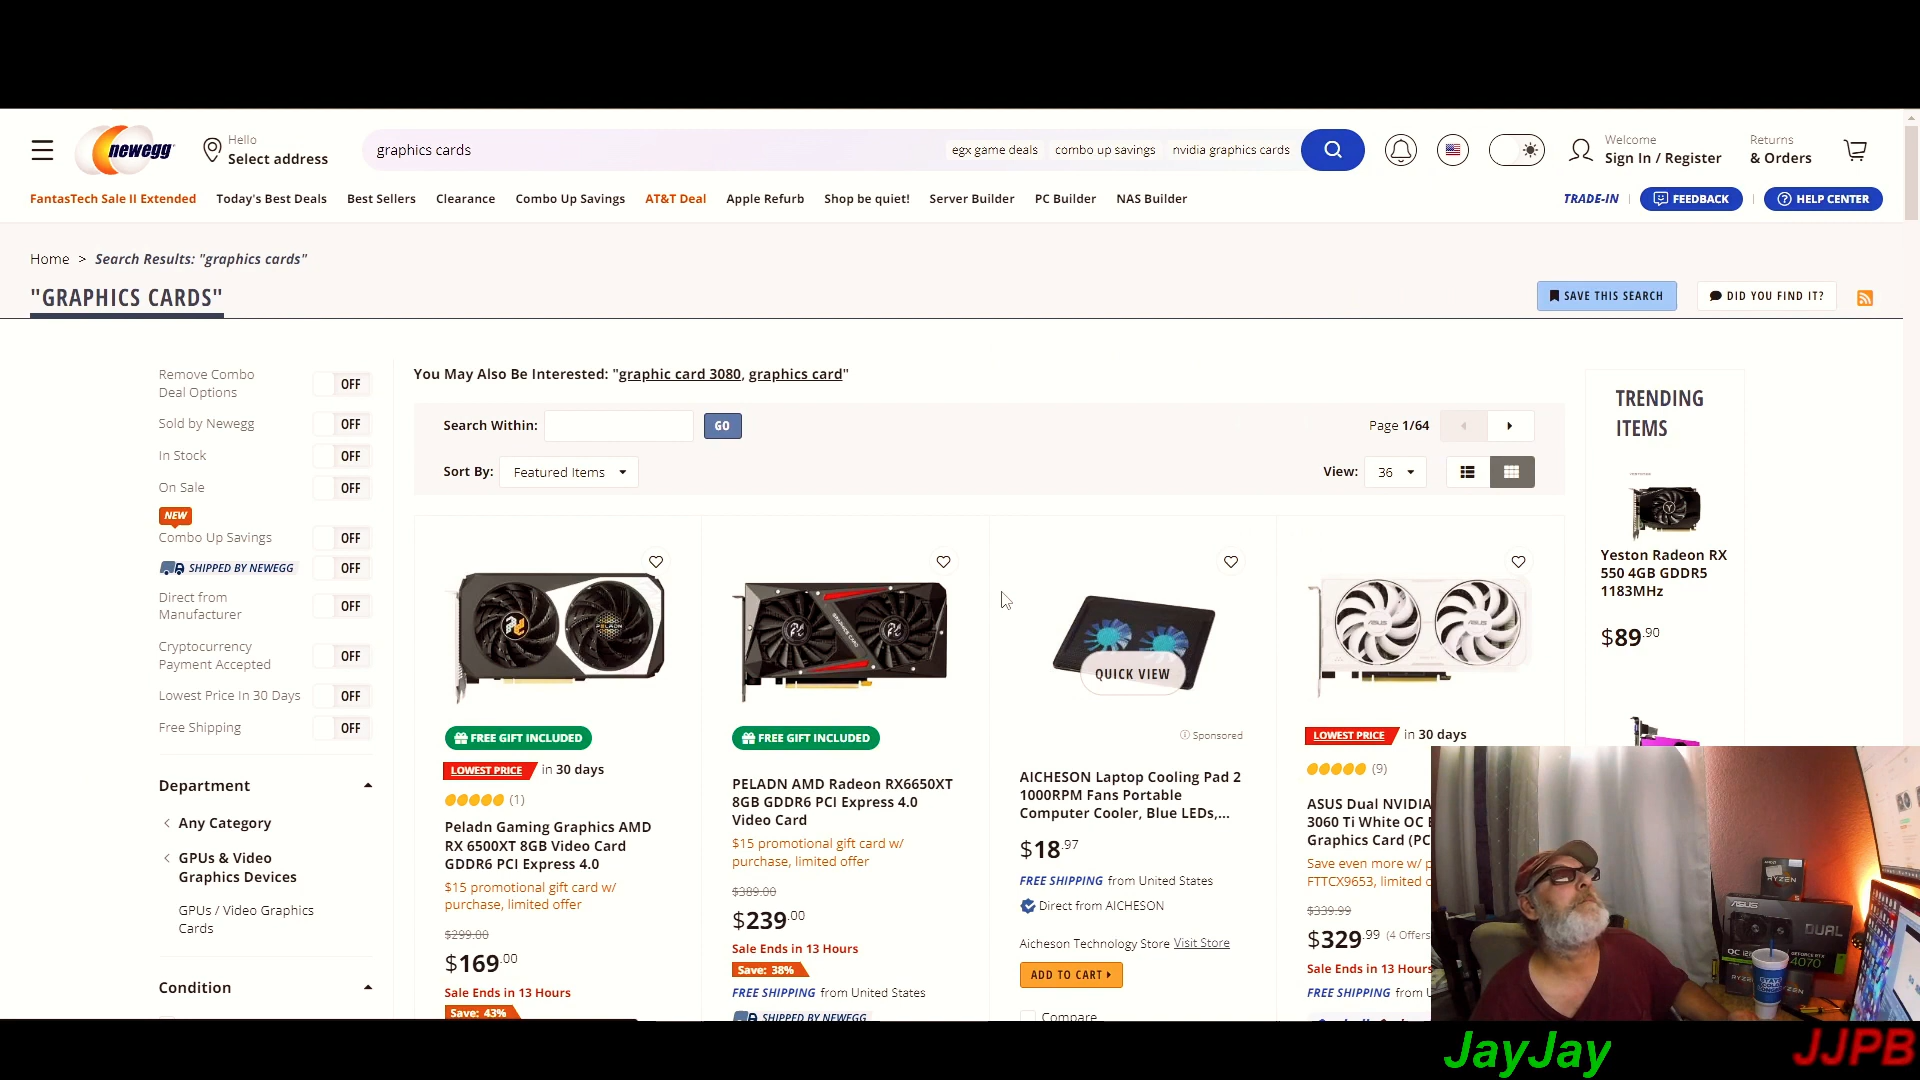 newegg
Hello
Select address
graphics cards
egx game deals
combo up savings
nvidia graphics cards
Welcome
Sign In / Register
Returns
& Orders
FantasTech Sale II Extended
Today's Best Deals
Best Sellers
Clearance
Combo Up Savings
AT&T Deal
Apple Refurb
Shop be quiet!
Server Builder
PC Builder
NAS Builder
TRADE-IN
FEEDBACK
HELP CENTER
Home > Search Results: "graphics cards"
"GRAPHICS CARDS"
SAVE THIS SEARCH
DID YOU FIND IT?
Remove Combo
Deal Options
OFF
Sold by Newegg
OFF
In Stock
OFF
On Sale
OFF
NEW
Combo Up Savings
OFF
SHIPPED BY NEWEGG
OFF
Direct from
Manufacturer
OFF
Cryptocurrency
Payment Accepted
OFF
Lowest Price In 30 Days
OFF
Free Shipping
OFF
Department
Any Category
GPUs & Video
Graphics Devices
GPUs / Video Graphics
Cards
Condition
You May Also Be Interested: "graphic card 3080, graphics card"
Search Within:
GO
Page 1/64
Sort By:
Featured Items
View:
36
FREE GIFT INCLUDED
LOWEST PRICE in 30 days
(1)
Peladn Gaming Graphics AMD
RX 6500XT 8GB Video Card
GDDR6 PCI Express 4.0
$15 promotional gift card w/
purchase, limited offer
$299.00
$169.00
Sale Ends in 13 Hours
Save: 43%
FREE GIFT INCLUDED
PELADN AMD Radeon RX6650XT
8GB GDDR6 PCI Express 4.0
Video Card
$15 promotional gift card w/
purchase, limited offer
$389.00
$239.00
Sale Ends in 13 Hours
Save: 38%
FREE SHIPPING from United States
SHIPPED BY NEWEGG
QUICK VIEW
Sponsored
AICHESON Laptop Cooling Pad 2
1000RPM Fans Portable
Computer Cooler, Blue LEDs,...
$18.97
FREE SHIPPING from United States
Direct from AICHESON
Aicheson Technology Store Visit Store
ADD TO CART
Compare
LOWEST PRICE in 30 days
(9)
ASUS Dual NVIDIA
3060 Ti White OC E
Graphics Card (PC
Save even more w/ p
FTTCX9653, limited o
$339.99
$329.99 (4 Offers
Sale Ends in 13 Hours
FREE SHIPPING from U
TRENDING
ITEMS
Yeston Radeon RX
550 4GB GDDR5
1183MHz
$89.90
RYZEN
ASUS
DUAL
GEFORCE RTX
4070
JayJay
JJPB